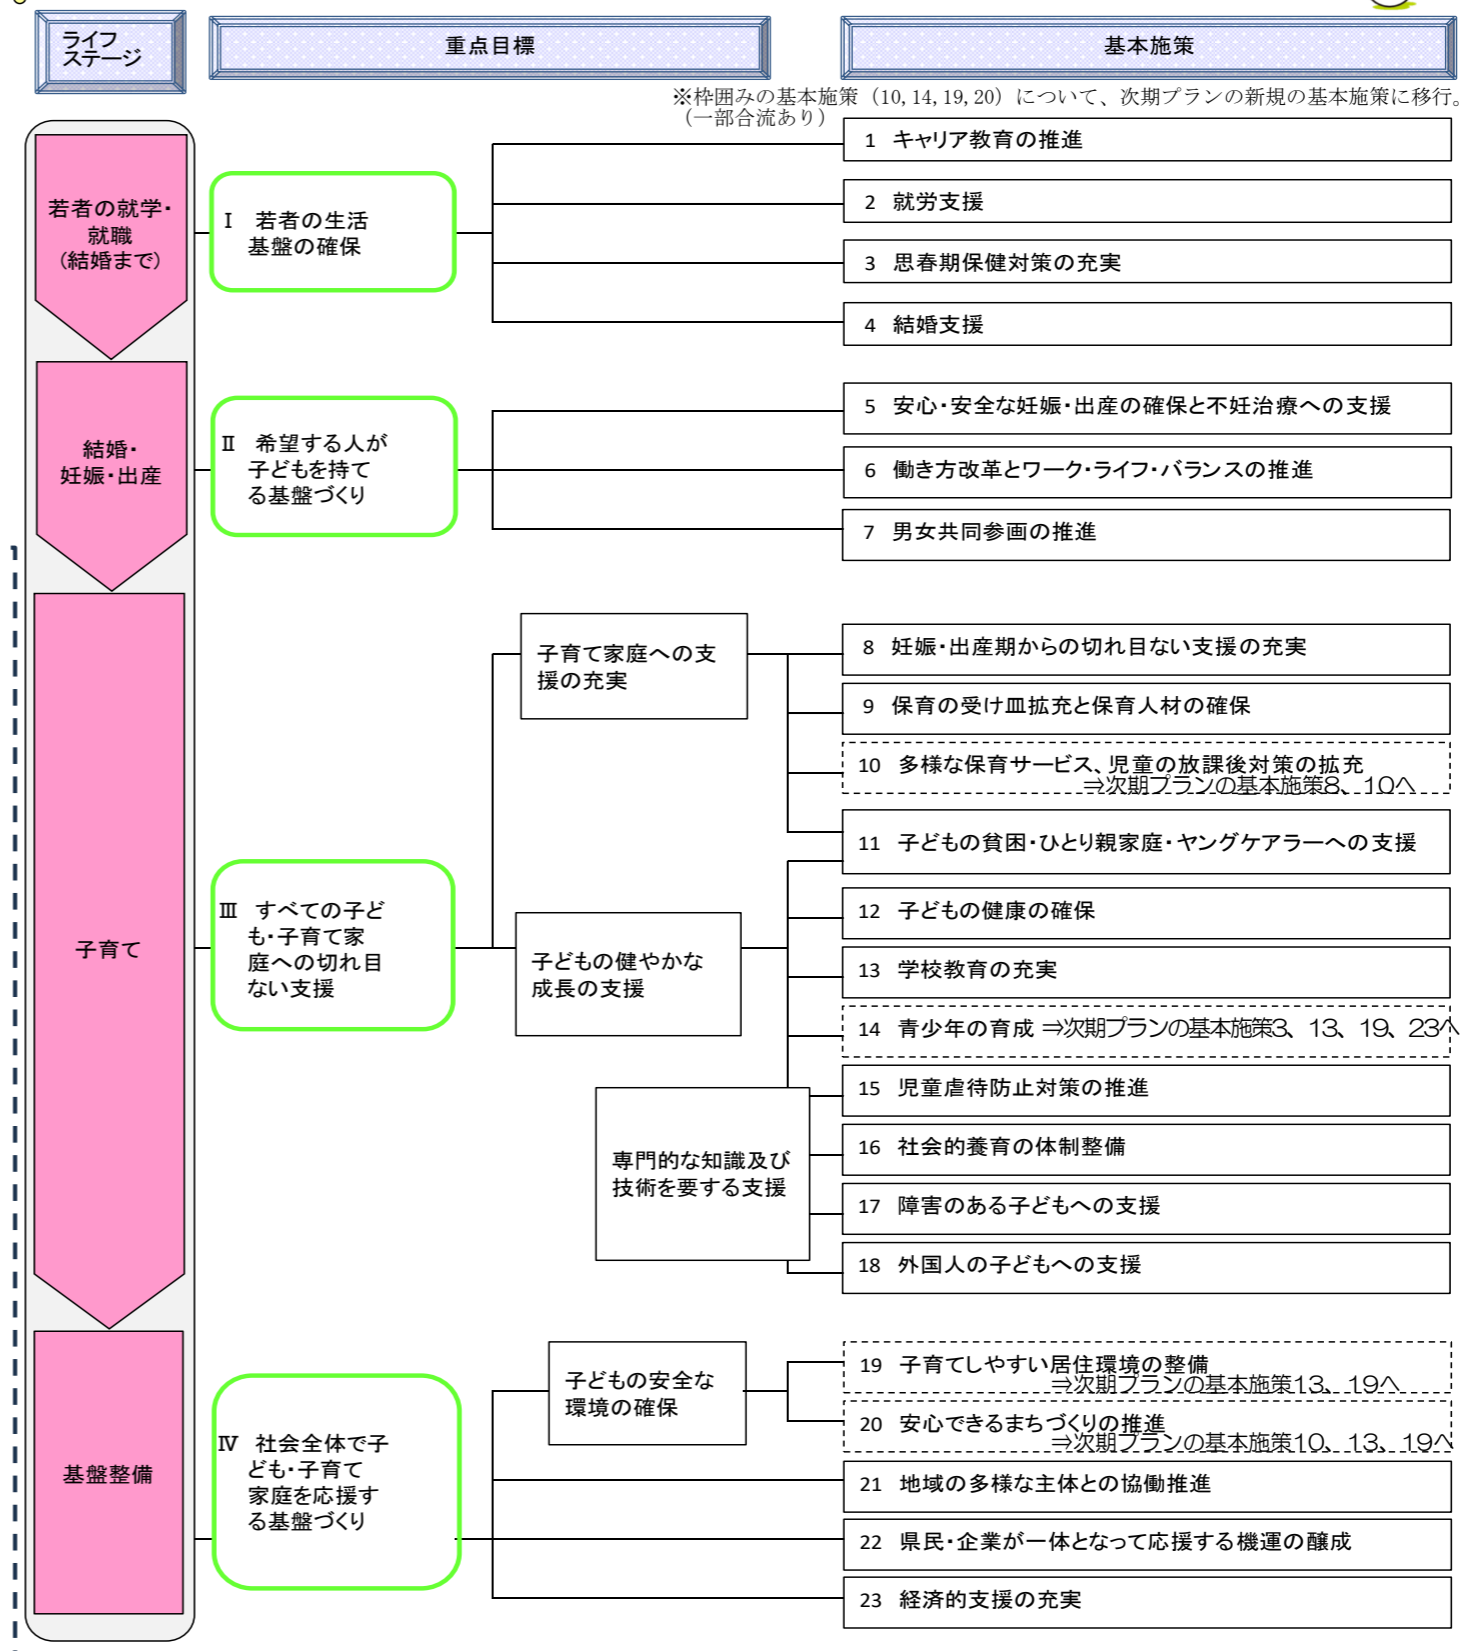 ライフ
ステージ
重点目標
基本施策
※枠囲みの基本施策（10,14,19,20）について、次期プランの新規の基本施策に移行。
（一部合流あり）
若者の就学・
就職
（結婚まで）
Ⅰ　若者の生活
基盤の確保
1　キャリア教育の推進
2　就労支援
3　思春期保健対策の充実
4　結婚支援
結婚・
妊娠・出産
Ⅱ　希望する人が
子どもを持て
る基盤づくり
5　安心・安全な妊娠・出産の確保と不妊治療への支援
6　働き方改革とワーク・ライフ・バランスの推進
7　男女共同参画の推進
子育て
Ⅲ　すべての子ど
も・子育て家
庭への切れ目
ない支援
子育て家庭への支
援の充実
8　妊娠・出産期からの切れ目ない支援の充実
9　保育の受け皿拡充と保育人材の確保
10　多様な保育サービス、児童の放課後対策の拡充
⇒次期プランの基本施策8、10へ
11　子どもの貧困・ひとり親家庭・ヤングケアラーへの支援
子どもの健やかな
成長の支援
12　子どもの健康の確保
13　学校教育の充実
14　青少年の育成 ⇒次期プランの基本施策3、13、19、23へ
専門的な知識及び
技術を要する支援
15　児童虐待防止対策の推進
16　社会的養育の体制整備
17　障害のある子どもへの支援
18　外国人の子どもへの支援
基盤整備
Ⅳ　社会全体で子
ども・子育て
家庭を応援す
る基盤づくり
子どもの安全な
環境の確保
19　子育てしやすい居住環境の整備
⇒次期プランの基本施策13、19へ
20　安心できるまちづくりの推進
⇒次期プランの基本施策10、13、19へ
21　地域の多様な主体との協働推進
22　県民・企業が一体となって応援する機運の醸成
23　経済的支援の充実